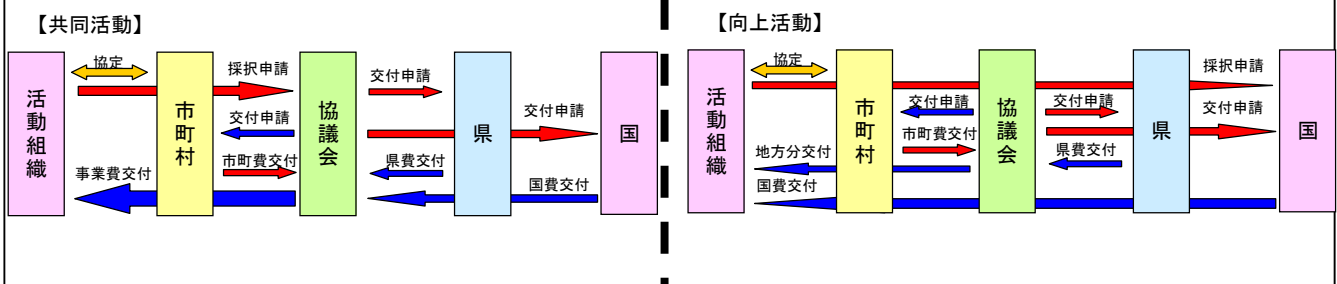 【共同活動】
協定
採択申請
交付申請
交付申請
交付申請
事業費交付
市町費交付
県費交付
国費交付
活動組織
市町村
協議会
県
国
【向上活動】
協定
採択申請
交付申請
交付申請
交付申請
市町費交付
地方分交付
県費交付
国費交付
活動組織
市町村
協議会
県
国